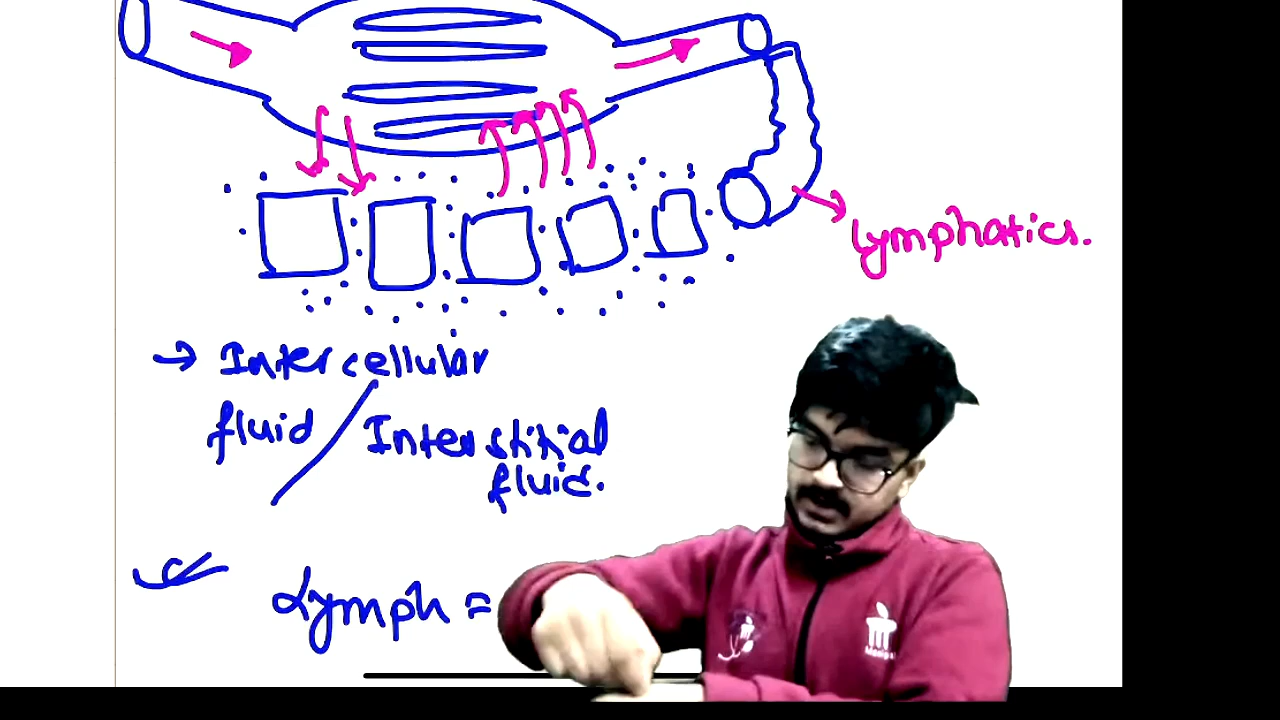 Lymphatics.
→ Intercellular
fluid / Interstitial
fluid.
Lymph =